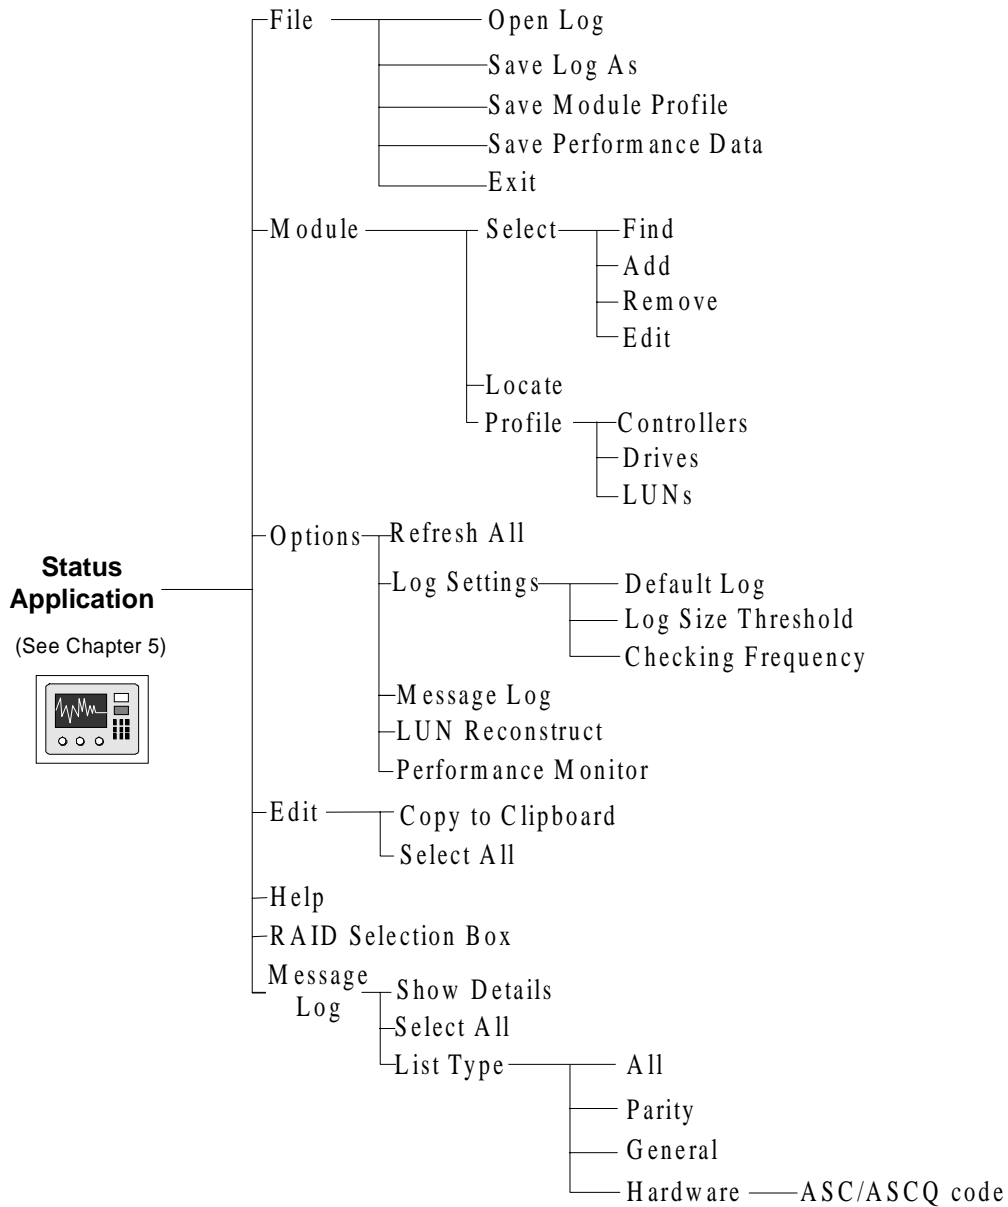 File
Open Log
Save Log As
Save Module Profile
Save Performance Data
Exit
Module
Select
Find
Add
Remove
Edit
Locate
Profile
Controllers
Drives
LUNs
Status
Application
(See Chapter 5)
Options
Refresh All
Log Settings
Default Log
Log Size Threshold
Checking Frequency
Message Log
LUN Reconstruct
Performance Monitor
Edit
Copy to Clipboard
Select All
Help
RAID Selection Box
Message
Log
Show Details
Select All
List Type
All
Parity
General
Hardware
ASC/ASCQ code